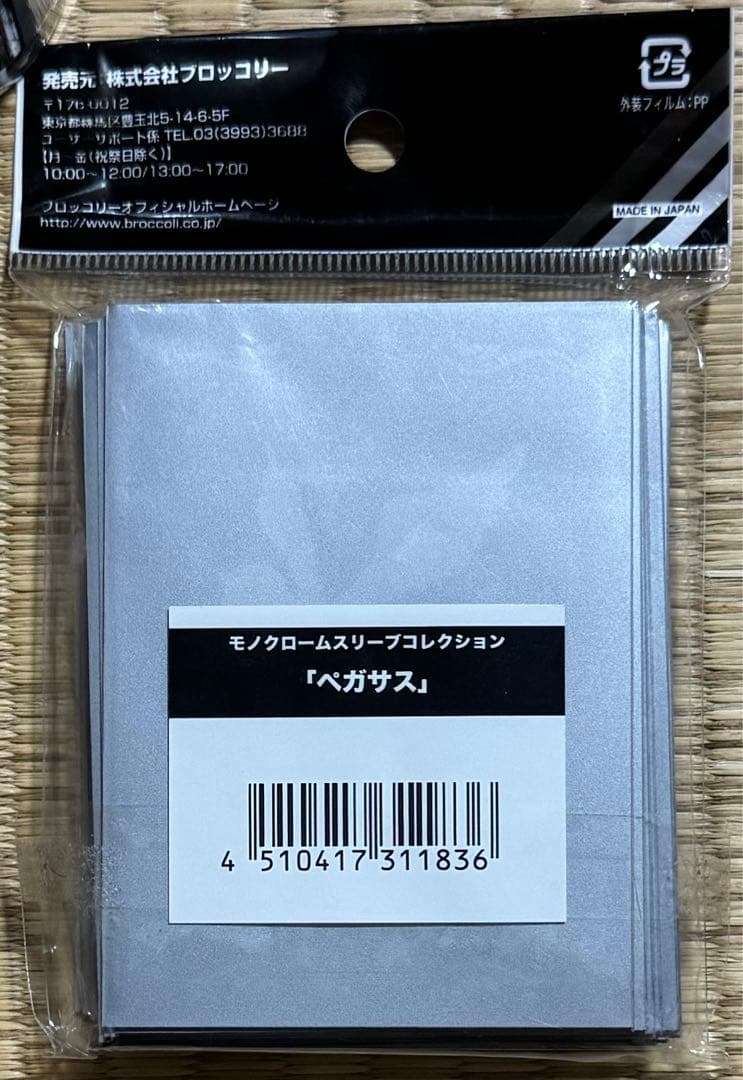 発売元:株式会社ブロッコリー
〒176-0012
東京都練馬区豊玉北5-14-6-5F
ユーザーサポート係 TEL.03(3993)3688
【月〜金(祝祭日除く)】
10:00〜12:00/13:00〜17:00
ブロッコリーオフィシャルホームページ
http://www.broccoli.co.jp/
プラ
外装フィルム:PP
MADE IN JAPAN
モノクロームスリーブコレクション
「ペガサス」
4 510417 311836